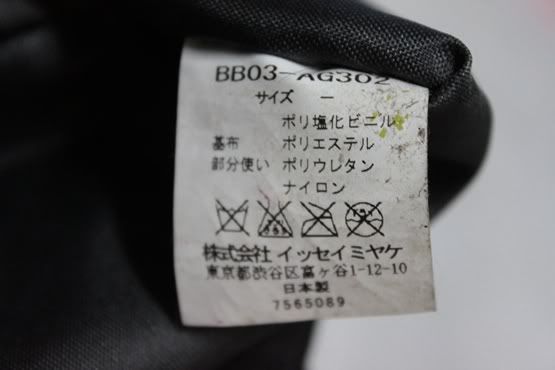 BB03-AG302
サイズ　ー
ポリ塩化ビニル
基布　ポリエステル
部分使い　ポリウレタン
ナイロン
株式会社 イッセイミヤケ
東京都渋谷区富ヶ谷1-12-10
日本製
7565089